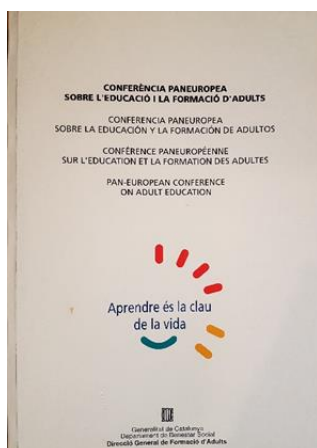 CONFERÈNCIA PANEUROPEA
SOBRE L'EDUCACIÓ I LA FORMACIÓ D'ADULTS
CONFERENCIA PANEUROPEA
SOBRE LA EDUCACIÓN Y LA FORMACIÓN DE ADULTOS
CONFÉRENCE PANEUROPÉENNE
SUR L'EDUCATION ET LA FORMATION DES ADULTES
PAN-EUROPEAN CONFERENCE
ON ADULT EDUCATION
Aprendre és la clau
de la vida
Generalitat de Catalunya
Departament de Benestar Social
Direcció General de Formació d'Adults